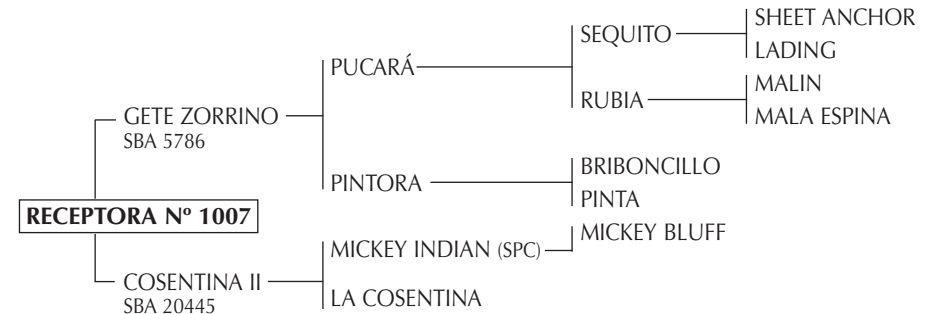 SHEET ANCHOR
SEQUITO
LADING
PUCARÁ
MALIN
RUBIA
MALA ESPINA
GETE ZORRINO
SBA 5786
BRIBONCILLO
PINTORA
PINTA
RECEPTORA Nº 1007
MICKEY BLUFF
MICKEY INDIAN (SPC)
COSENTINA II
SBA 20445
LA COSENTINA